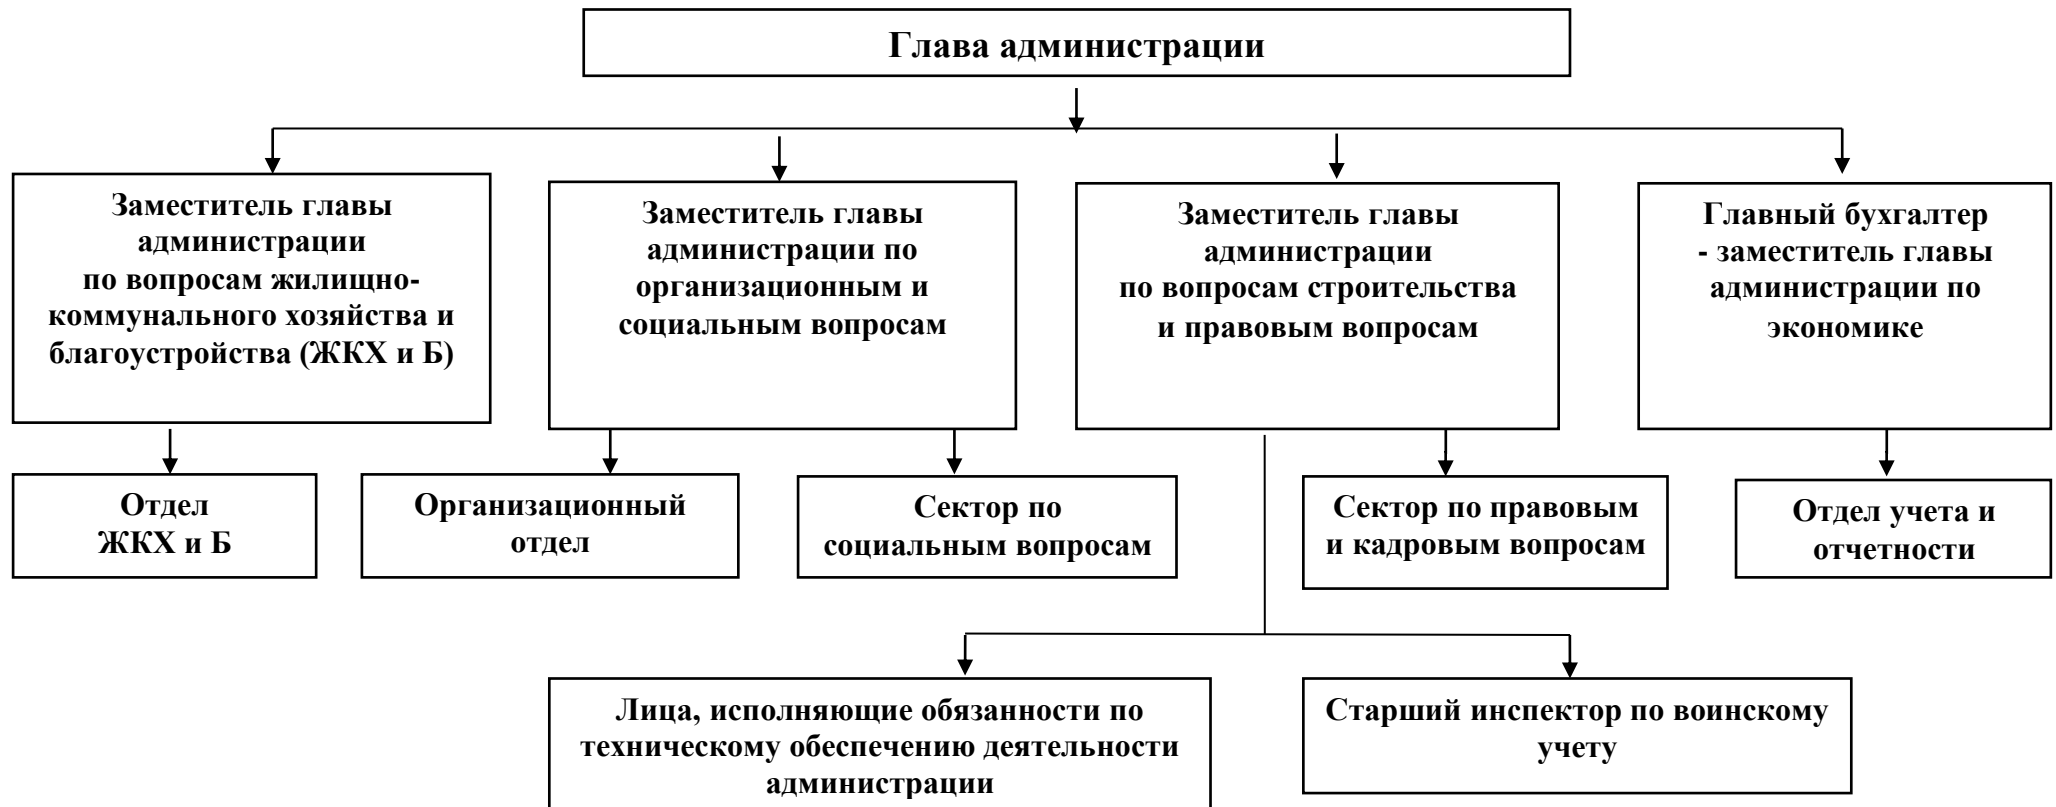 Глава администрации
Заместитель главы
администрации
по вопросам жилищно-
коммунального хозяйства и
благоустройства (ЖКХ и Б)
Заместитель главы
администрации по
организационным и
социальным вопросам
Заместитель главы
администрации
по вопросам строительства
и правовым вопросам
Главный бухгалтер
- заместитель главы
администрации по
экономике
Отдел
ЖКХ и Б
Организационный
отдел
Сектор по
социальным вопросам
Сектор по правовым
и кадровым вопросам
Отдел учета и
отчетности
Лица, исполняющие обязанности по
техническому обеспечению деятельности
администрации
Старший инспектор по воинскому
учету